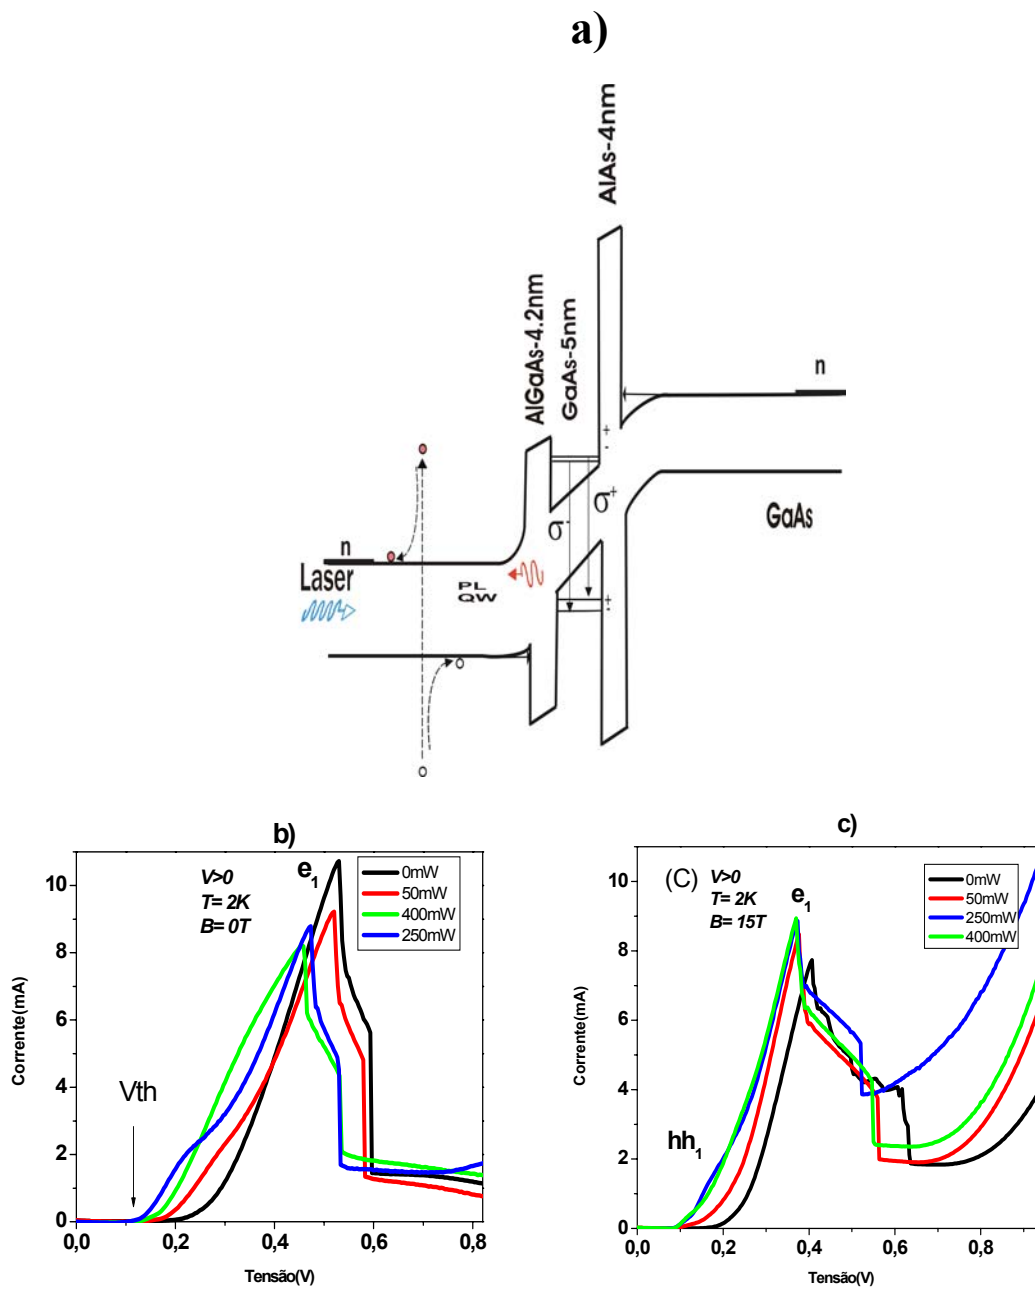 a)
AlAs-4nm
AlGaAs-4.2nm
GaAs-5nm
n
+
-
σ-
σ+
GaAs
n
Laser
PL
QW
+
-
b)
V>0
T= 2K
B= 0T
e1
0mW
50mW
400mW
250mW
Vth
Corrente(mA)
10
8
6
4
2
0
0,0
0,2
0,4
0,6
0,8
Tensão(V)
c)
(C)
V>0
T= 2K
B= 15T
e1
0mW
50mW
250mW
400mW
hh1
Corrente(mA)
10
8
6
4
2
0
0,0
0,2
0,4
0,6
0,8
Tensão(V)